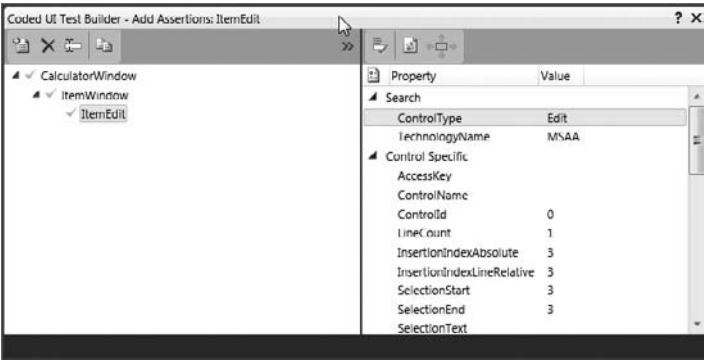 Coded UI Test Builder - Add Assertions: ItemEdit
? ×
»
Property Value
CalculatorWindow
Search
ItemWindow
ControlType Edit
ItemEdit
TechnologyName MSAA
Control Specific
AccessKey
ControlName
ControlId 0
LineCount 1
InsertionIndexAbsolute 3
InsertionIndexLineRelative 3
SelectionStart 3
SelectionEnd 3
SelectionText